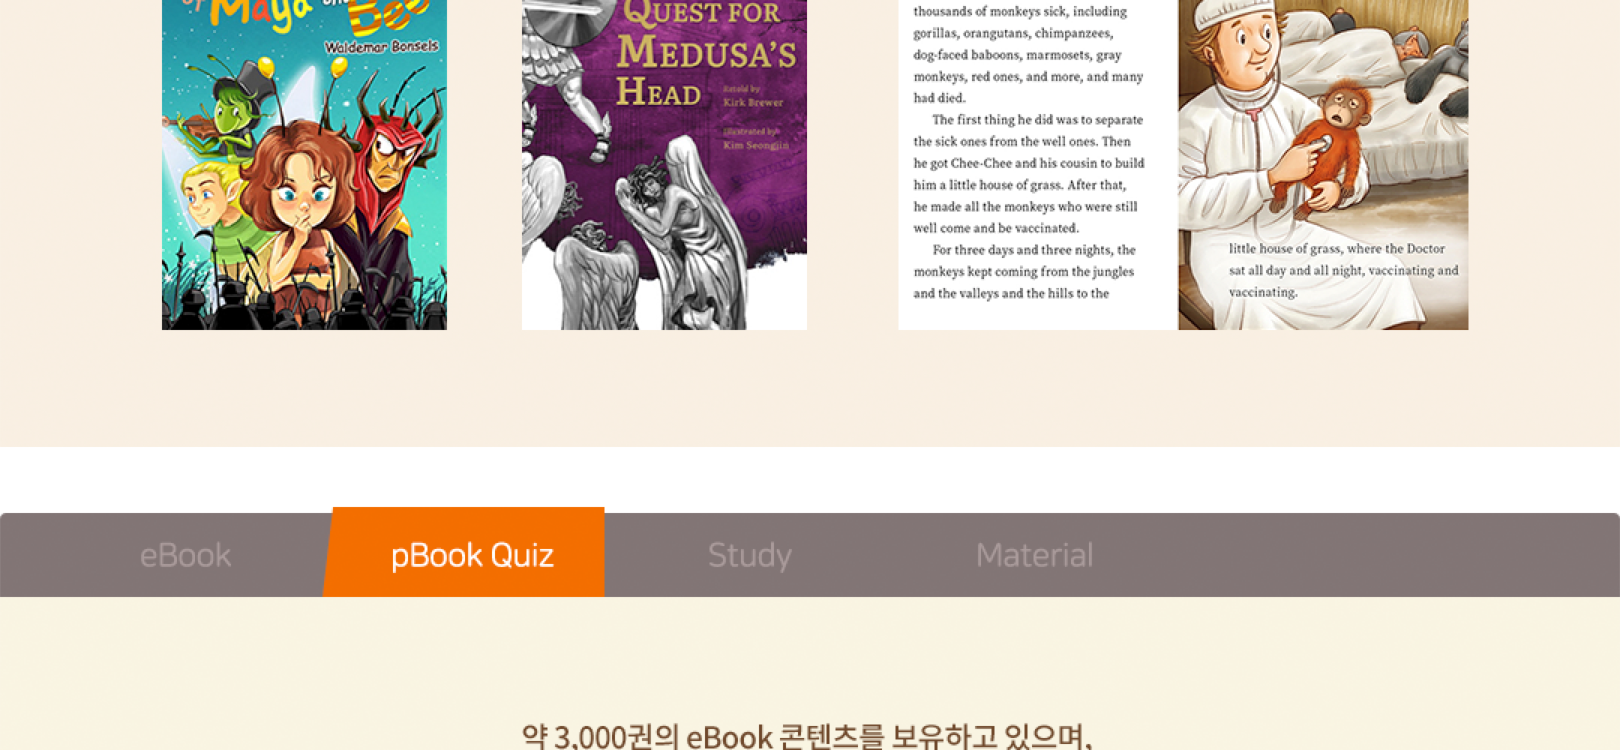 of Maya the Bee
Waldemar Bonsels
QUEST FOR
MEDUSA'S
HEAD
Retold by
Kirk Brewer
Illustrated by
Kim Seongjin
thousands of monkeys sick, including
gorillas, orangutans, chimpanzees,
dog-faced baboons, marmosets, gray
monkeys, red ones, and more, and many
had died.
The first thing he did was to separate
the sick ones from the well ones. Then
he got Chee-Chee and his cousin to build
him a little house of grass. After that,
he made all the monkeys who were still
well come and be vaccinated.
For three days and three nights, the
monkeys kept coming from the jungles
and the valleys and the hills to the
little house of grass, where the Doctor
sat all day and all night, vaccinating and
vaccinating.
eBook
pBook Quiz
Study
Material
약 3,000권의 eBook 콘텐츠를 보유하고 있으며,